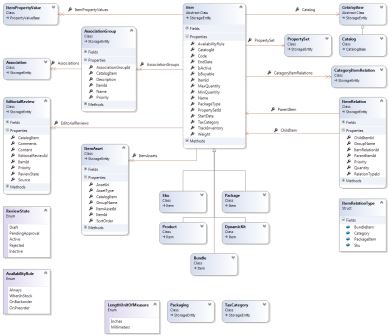 ItemPropertyValue
Class
PropertyValueBase
ItemPropertyValues
Association
Class
StorageEntity
Associations
AssociationGroup
Class
StorageEntity
Fields
Properties
AssociationGroupId
CatalogItem
Description
ItemId
Name
Priority
Methods
AssociationGroups
EditorialReview
Class
StorageEntity
Fields
Properties
CatalogItem
Comments
Content
EditorialReviewId
ItemId
Priority
ReviewState
Source
Methods
EditorialReviews
ItemAsset
Class
StorageEntity
Fields
Properties
AssetId
AssetType
CatalogItem
GroupName
ItemAssetId
ItemId
SortOrder
Methods
ItemAssets
Item
Abstract Class
StorageEntity
Fields
Properties
AvailabilityRule
CatalogId
Code
EndDate
IsActive
IsBuyable
ItemId
MaxQuantity
MinQuantity
Name
PackageType
PropertySetId
StartDate
TaxCategory
TrackInventory
Weight
Methods
Catalog
PropertySet
PropertySet
Class
StorageEntity
Abstract Class
StorageEntity
Catalog
Class
CategoryItemRelations
CategoryItemRelation
Class
StorageEntity
ParentItem
ChildItem
ItemRelation
Class
StorageEntity
Fields
Properties
ChildItem
ChildItemId
GroupName
ItemRelationId
ParentItem
ParentItemId
Priority
Quantity
RelationTypeId
ReviewState
Enum
Draft
PendingApproval
Active
Rejected
Inactive
AvailabilityRule
Enum
Always
WhenInStock
OnBackorder
OnPreorder
Sku
Class
Item
Package
Class
Item
Product
Class
Item
DynamicKit
Class
Item
Bundle
Class
Item
ItemRelationType
Struct
Fields
BundleItem
Category
PackageItem
Sku
LengthUnitOfMeasure
Enum
Inches
Millimeters
Packaging
Class
StorageEntity
TaxCategory
Class
StorageEntity